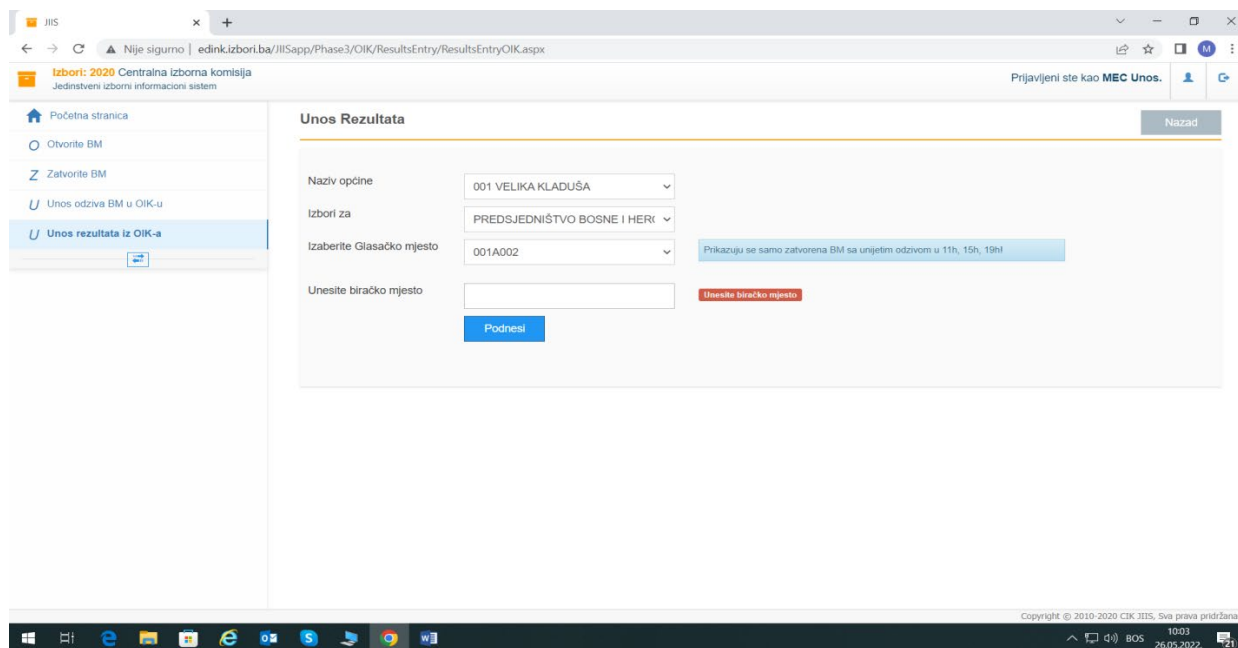 JIIS
Nije sigurno | edink.izbori.ba/JIISapp/Phase3/OIK/ResultsEntry/ResultsEntryOIK.aspx
M
Izbori: 2020 Centralna izborna komisija
Jedinstveni izborni informacioni sistem
Prijavljeni ste kao MEC Unos.
Početna stranica
O Otvorite BM
Z Zatvorite BM
U Unos odziva BM u OIK-u
U Unos rezultata iz OIK-a
Unos Rezultata
Nazad
Naziv općine
001 VELIKA KLADUŠA
Izbori za
PREDSJEDNIŠTVO BOSNE I HER
Izaberite Glasačko mjesto
001A002
Prikazuju se samo zatvorena BM sa unijetim odzivom u 11h, 15h, 19h!
Unesite biračko mjesto
Unesite biračko mjesto
Podnesi
Copyright © 2010-2020 CIK JIIS, Sva prava pridržana
BOS
10:03
26.05.2022.
21